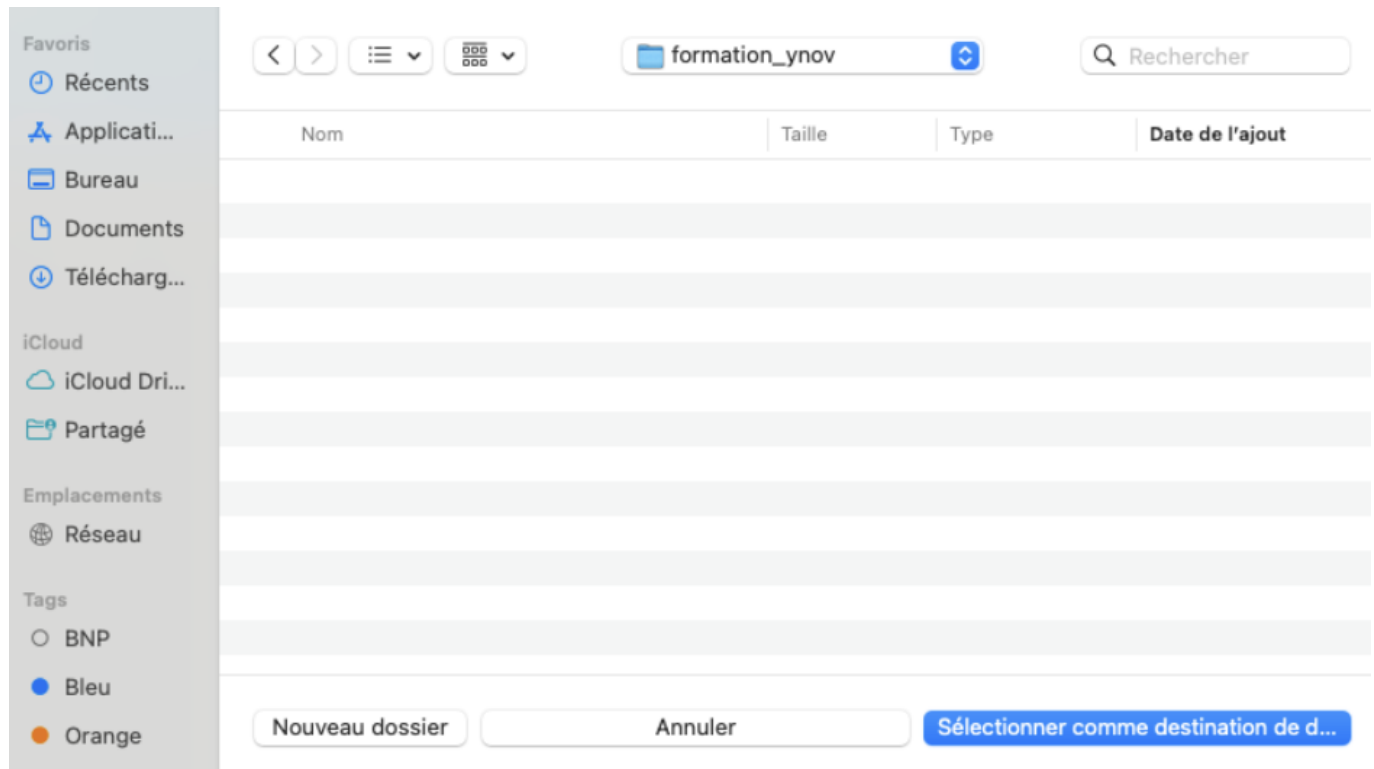 Favoris
Récents
Applicati...
Bureau
Documents
Télécharg...
iCloud
iCloud Dri...
Partagé
Emplacements
Réseau
Tags
BNP
Bleu
Orange
formation_ynov
Rechercher
Nom Taille Type Date de l'ajout
Nouveau dossier Annuler Sélectionner comme destination de d...